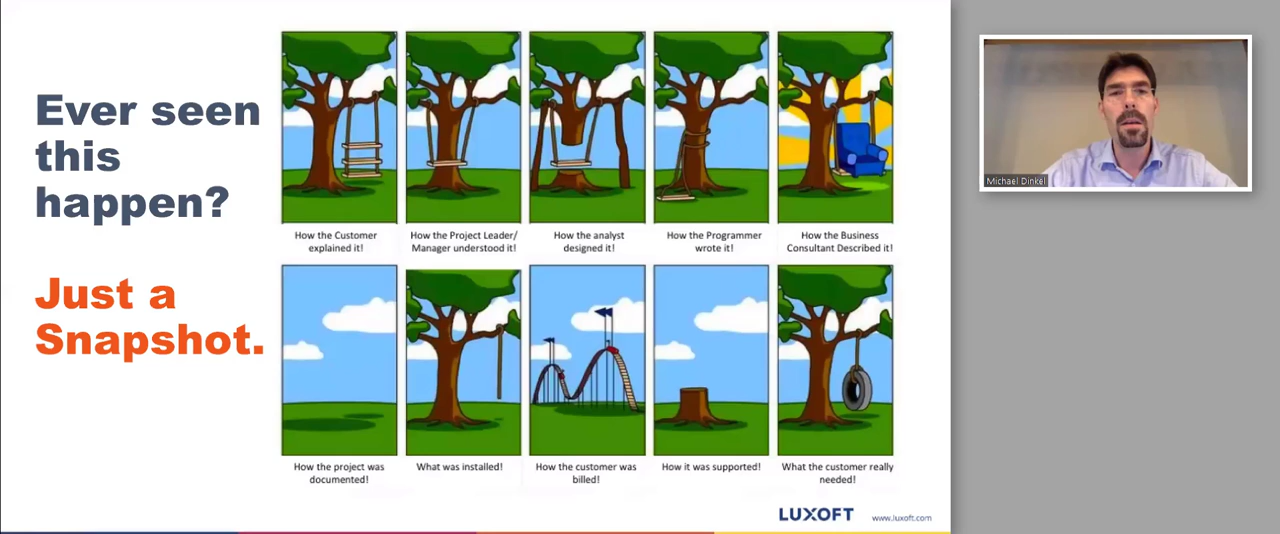 Ever seen
this
happen?
Just a
Snapshot.
How the Customer
explained it!
How the Project Leader/
Manager understood it!
How the analyst
designed it!
How the Programmer
wrote it!
How the Business
Consultant Described it!
How the project was
documented!
What was installed!
How the customer was
billed!
How it was supported!
What the customer really
needed!
LUXOFT
www.luxoft.com
Michael Dinkel